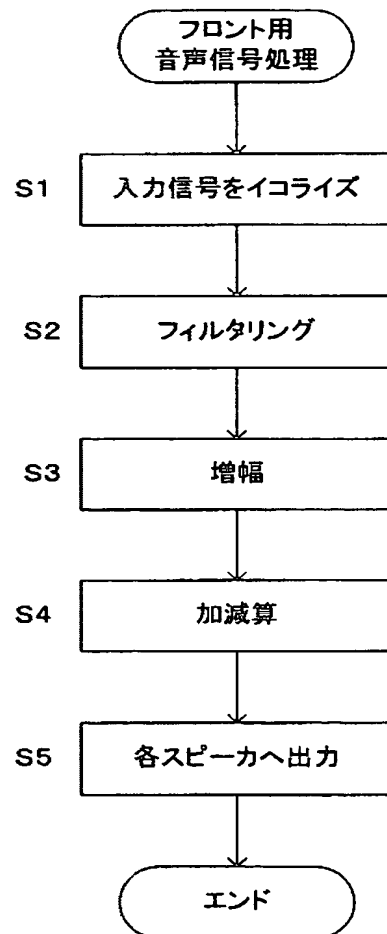 フロント用
音声信号処理
S1 入力信号をイコライズ
S2 フィルタリング
S3 増幅
S4 加減算
S5 各スピーカへ出力
エンド